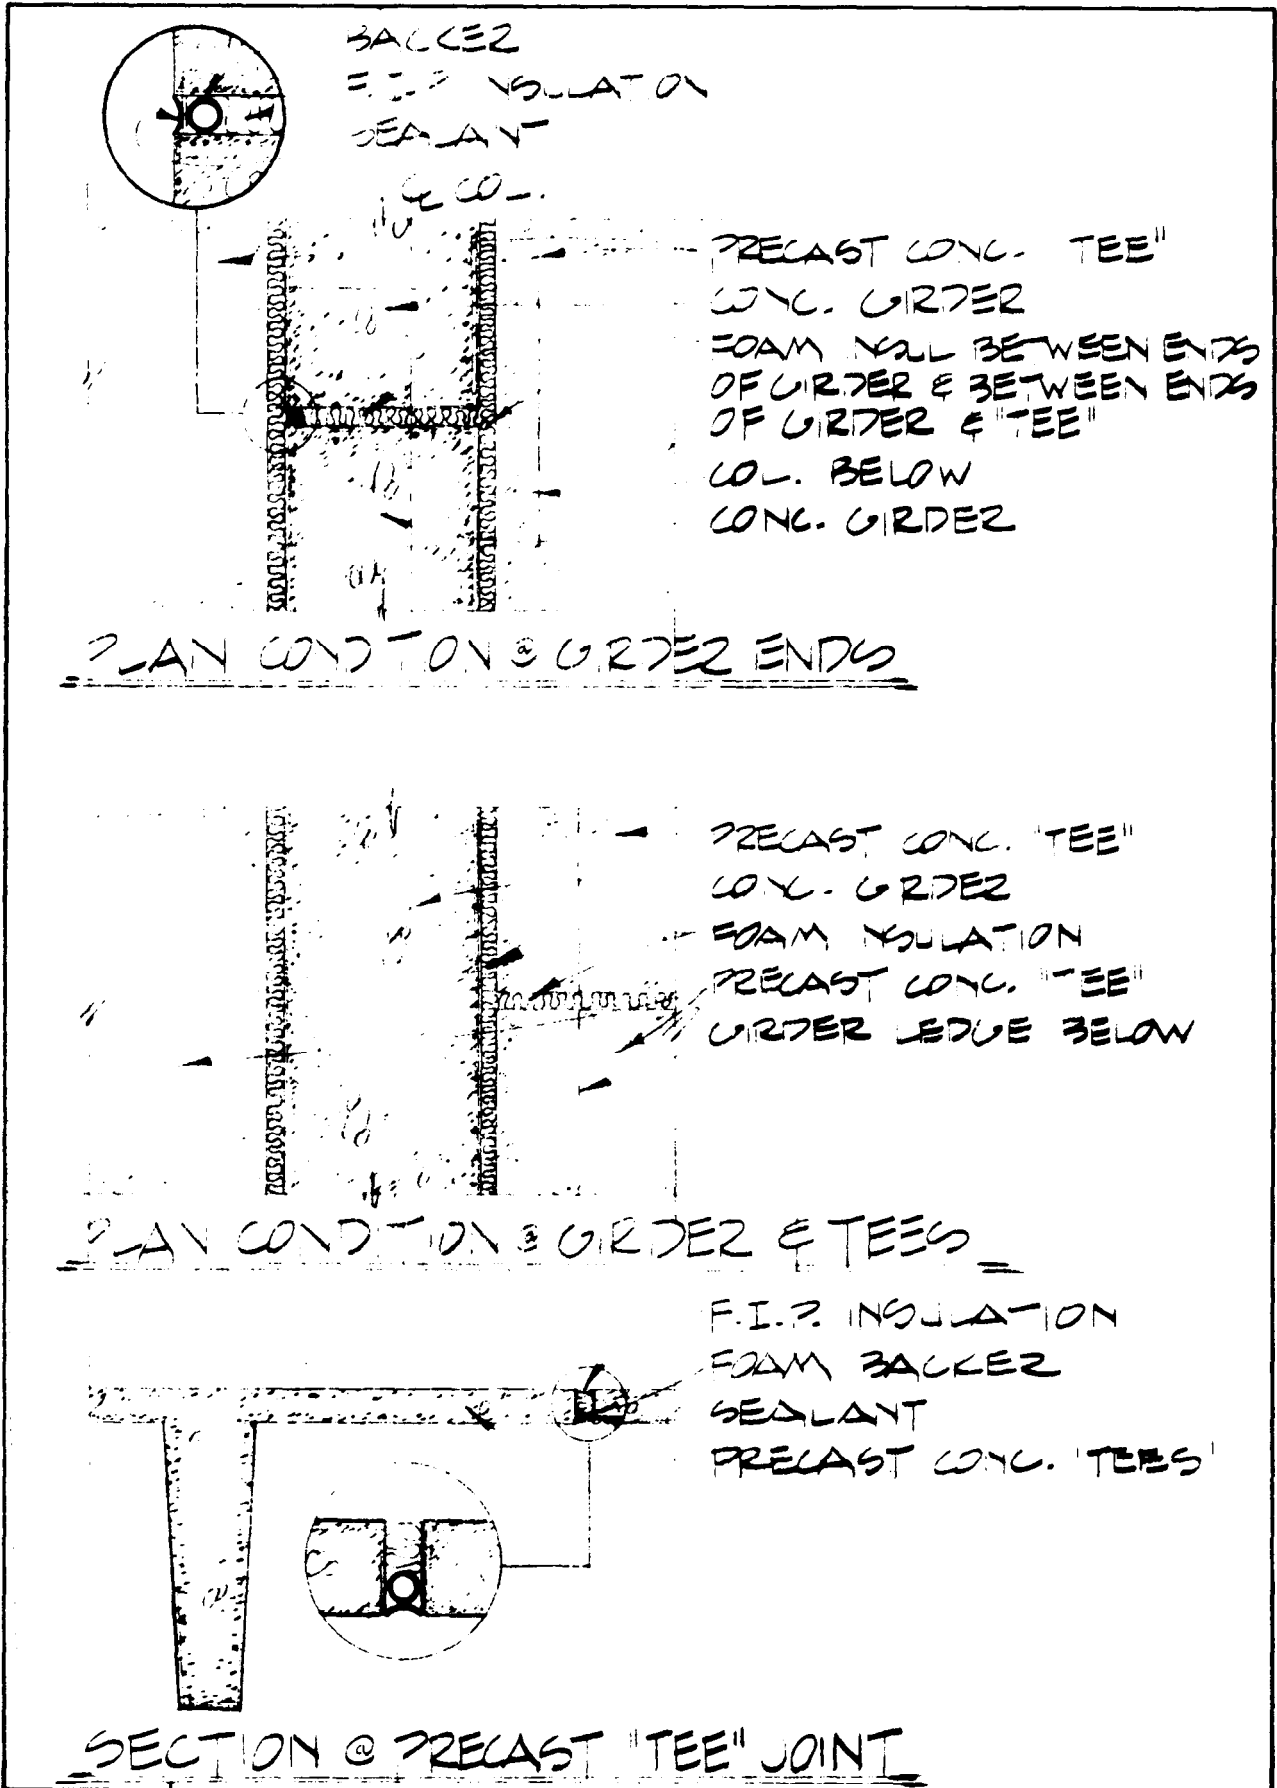 BACKER
F.I.P. INSULATION
SEALANT
℄ COL.
PRECAST CONC. "TEE"
CONC. GIRDER
FOAM INSUL BETWEEN ENDS
OF GIRDER & BETWEEN ENDS
OF GIRDER & "TEE"
COL. BELOW
CONC. GIRDER
PLAN CONDITION @ GIRDER ENDS
PRECAST CONC. "TEE"
CONC. GIRDER
FOAM INSULATION
PRECAST CONC. "TEE"
GIRDER LEDGE BELOW
PLAN CONDITION @ GIRDER & TEES
F.I.P. INSULATION
FOAM BACKER
SEALANT
PRECAST CONC. "TEES"
SECTION @ PRECAST "TEE" JOINT